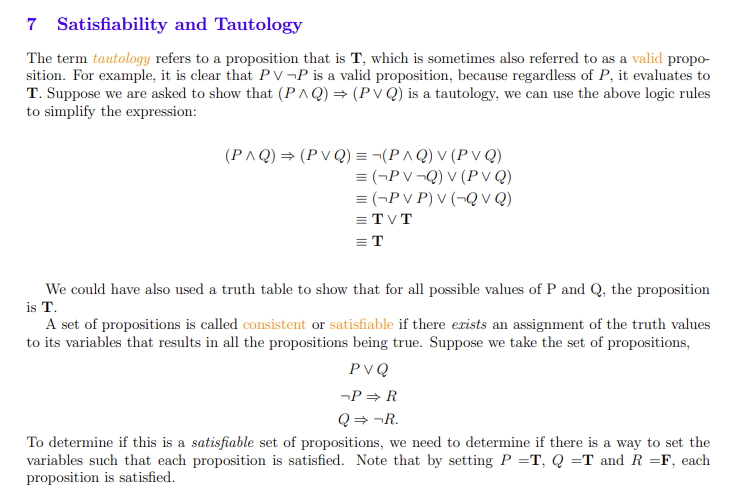 7 Satisfiability and Tautology
The term tautology refers to a proposition that is T, which is sometimes also referred to as a valid propo-
sition. For example, it is clear that P ∨ ¬P is a valid proposition, because regardless of P, it evaluates to
T. Suppose we are asked to show that (P ∧ Q) ⇒ (P ∨ Q) is a tautology, we can use the above logic rules
to simplify the expression:
(P ∧ Q) ⇒ (P ∨ Q) ≡ ¬(P ∧ Q) ∨ (P ∨ Q)
≡ (¬P ∨ ¬Q) ∨ (P ∨ Q)
≡ (¬P ∨ P) ∨ (¬Q ∨ Q)
≡ T ∨ T
≡ T
We could have also used a truth table to show that for all possible values of P and Q, the proposition
is T.
A set of propositions is called consistent or satisfiable if there exists an assignment of the truth values
to its variables that results in all the propositions being true. Suppose we take the set of propositions,
P ∨ Q
¬P ⇒ R
Q ⇒ ¬R.
To determine if this is a satisfiable set of propositions, we need to determine if there is a way to set the
variables such that each proposition is satisfied. Note that by setting P =T, Q =T and R =F, each
proposition is satisfied.